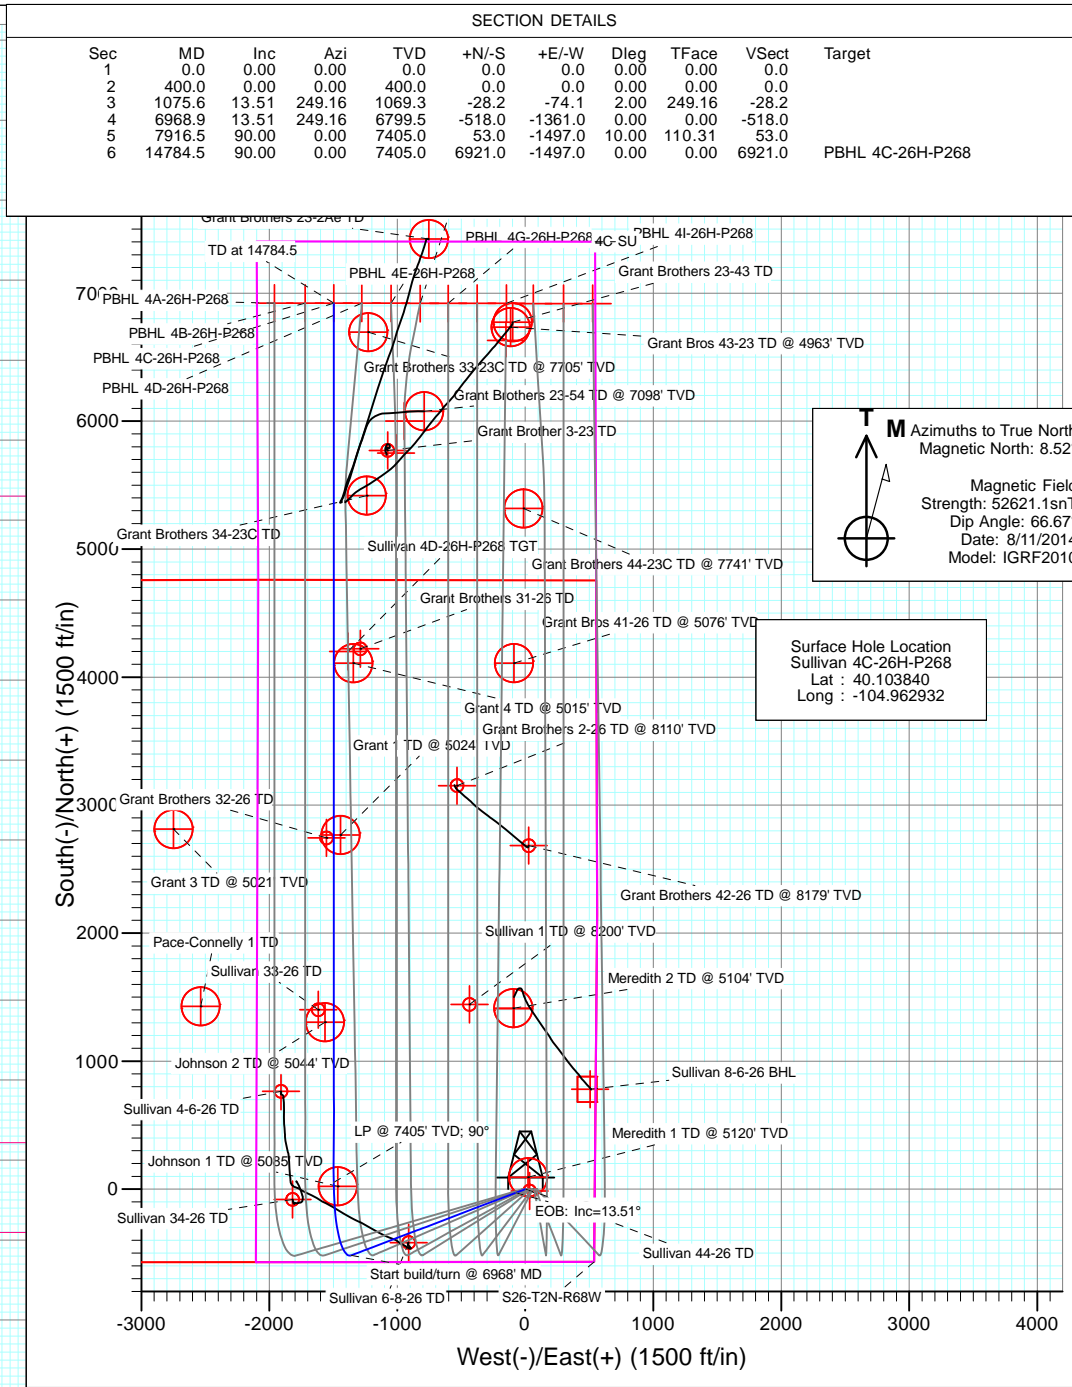 SECTION DETAILS
Sec MD Inc Azi TVD +N/-S +E/-W Dleg TFace VSect Target
1 0.0 0.00 0.00 0.0 0.0 0.0 0.00 0.00 0.0
2 400.0 0.00 0.00 400.0 0.0 0.0 0.00 0.00 0.0
3 1075.6 13.51 249.16 1069.3 -28.2 -74.1 2.00 249.16 -28.2
4 6968.9 13.51 249.16 6799.5 -518.0 -1361.0 0.00 0.00 -518.0
5 7916.5 90.00 0.00 7405.0 53.0 -1497.0 10.00 110.31 53.0
6 14784.5 90.00 0.00 7405.0 6921.0 -1497.0 0.00 0.00 6921.0 PBHL 4C-26H-P268
Grant Brothers 23-2Ae TD
PBHL 4G-26H-P268
4C-SU
PBHL 4I-26H-P268
TD at 14784.5
PBHL 4E-26H-P268
Grant Brothers 23-43 TD
7000
PBHL 4A-26H-P268
PBHL 4B-26H-P268
Grant Bros 43-23 TD @ 4963' TVD
PBHL 4C-26H-P268
Grant Brothers 33-23C TD @ 7705' TVD
PBHL 4D-26H-P268
Grant Brothers 23-54 TD @ 7098' TVD
6000
Grant Brother 3-23 TD
T M Azimuths to True North
Magnetic North: 8.52°
Magnetic Field
Strength: 52621.1snT
Dip Angle: 66.67°
Date: 8/11/2014
Model: IGRF2010
Grant Brothers 34-23C TD
5000
Sullivan 4D-26H-P268 TGT
Grant Brothers 44-23C TD @ 7741' TVD
Grant Brothers 31-26 TD
Grant Bros 41-26 TD @ 5076' TVD
Surface Hole Location
Sullivan 4C-26H-P268
Lat : 40.103840
Long : -104.962932
4000
Grant 4 TD @ 5015' TVD
Grant Brothers 2-26 TD @ 8110' TVD
Grant 1 TD @ 5024' TVD
Grant Brothers 32-26 TD
3000
Grant 3 TD @ 5021' TVD
Grant Brothers 42-26 TD @ 8179' TVD
South(-)/North(+) (1500 ft/in)
2000
Sullivan 1 TD @ 8200' TVD
Pace-Connelly 1 TD
Sullivan 33-26 TD
Meredith 2 TD @ 5104' TVD
1000
Johnson 2 TD @ 5044' TVD
Sullivan 8-6-26 BHL
Sullivan 4-6-26 TD
LP @ 7405' TVD; 90°
Meredith 1 TD @ 5120' TVD
Johnson 1 TD @ 5085' TVD
0
Sullivan 34-26 TD
EOB: Inc=13.51°
Sullivan 44-26 TD
Start build/turn @ 6968' MD
Sullivan 6-8-26 TD
S26-T2N-R68W
-3000 -2000 -1000 0 1000 2000 3000 4000
West(-)/East(+) (1500 ft/in)